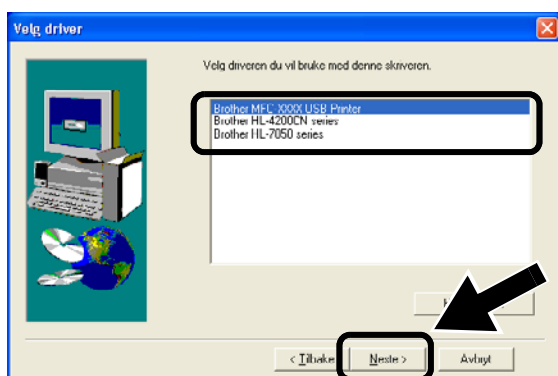 Velg driver
Velg driveren du vil bruke med denne skriveren.
Brother MFC-XXXX USB Printer
Brother HL-4200CN series
Brother HL-7050 series
< Tilbake
Neste >
Avbryt